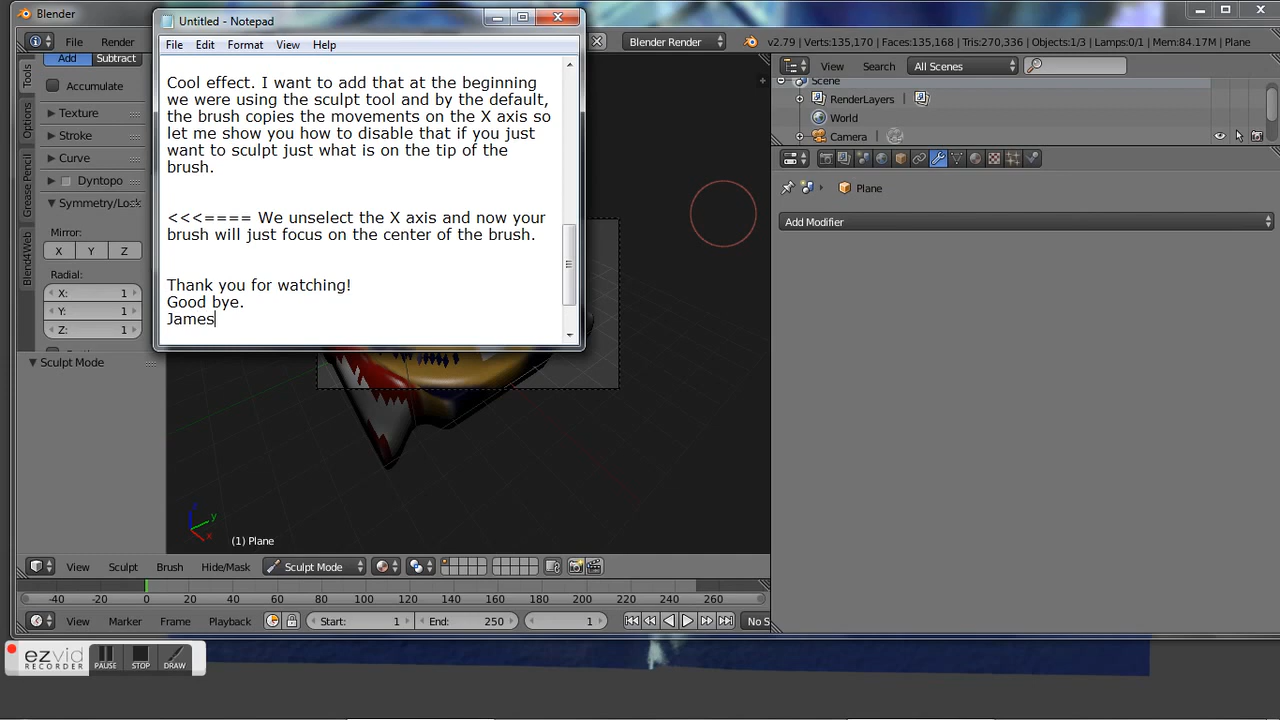 Blender
Untitled - Notepad
File Edit Format View Help
Cool effect. I want to add that at the beginning
we were using the sculpt tool and by the default,
the brush copies the movements on the X axis so
let me show you how to disable that if you just
want to sculpt just what is on the tip of the
brush.
<<<==== We unselect the X axis and now your
brush will just focus on the center of the brush.
Thank you for watching!
Good bye.
James
File Render
Blender Render
v2.79 | Verts:135,170 | Faces:135,168 | Tris:270,336 | Objects:1/3 | Lamps:0/1 | Mem:84.17M | Plane
Tools
Options
Grease Pencil
Blend4Web
Add Subtract
Accumulate
Texture
Stroke
Curve
Dyntopo
Symmetry/Lock
Mirror:
X Y Z
Radial:
X: 1
Y: 1
Z: 1
Sculpt Mode
View Search All Scenes
Scene
RenderLayers
World
Camera
Plane
Add Modifier
z
y
x
(1) Plane
View Sculpt Brush Hide/Mask Sculpt Mode
-40 -20 0 20 40 60 80 100 120 140 160 180 200 220 240 260
View Marker Frame Playback Start: 1 End: 250 1 No S
ezvid
RECORDER
PAUSE STOP DRAW